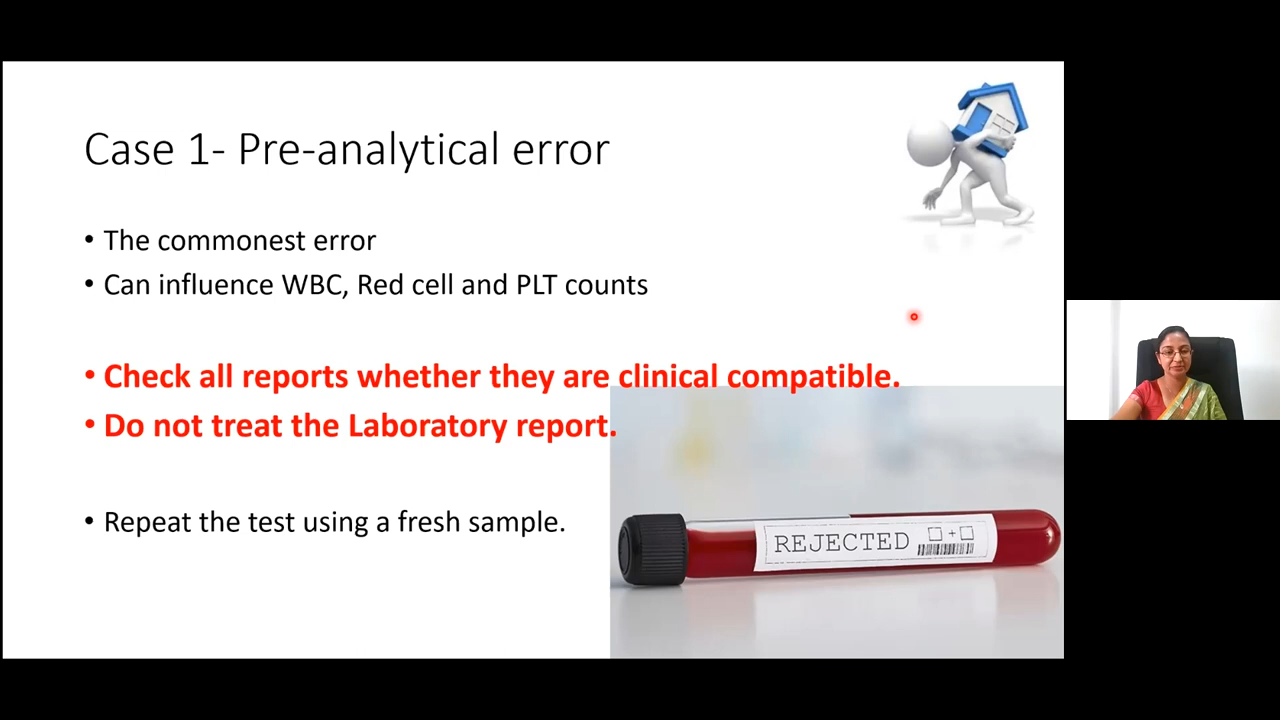 Case 1- Pre-analytical error
• The commonest error
• Can influence WBC, Red cell and PLT counts
• Check all reports whether they are clinical compatible.
• Do not treat the Laboratory report.
• Repeat the test using a fresh sample.
REJECTED